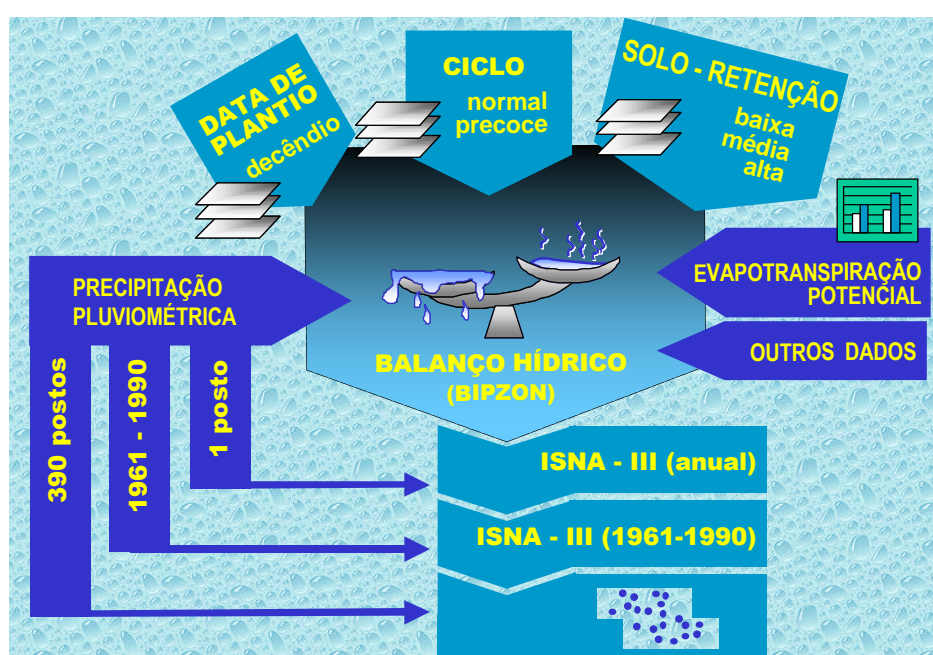 DATA DE
PLANTIO
decêndio
CICLO
normal
precoce
SOLO - RETENÇÃO
baixa
média
alta
PRECIPITAÇÃO
PLUVIOMÉTRICA
EVAPOTRANSPIRAÇÃO
POTENCIAL
OUTROS DADOS
BALANÇO HÍDRICO
(BIPZON)
390 postos
1961 - 1990
1 posto
ISNA - III (anual)
ISNA - III (1961-1990)